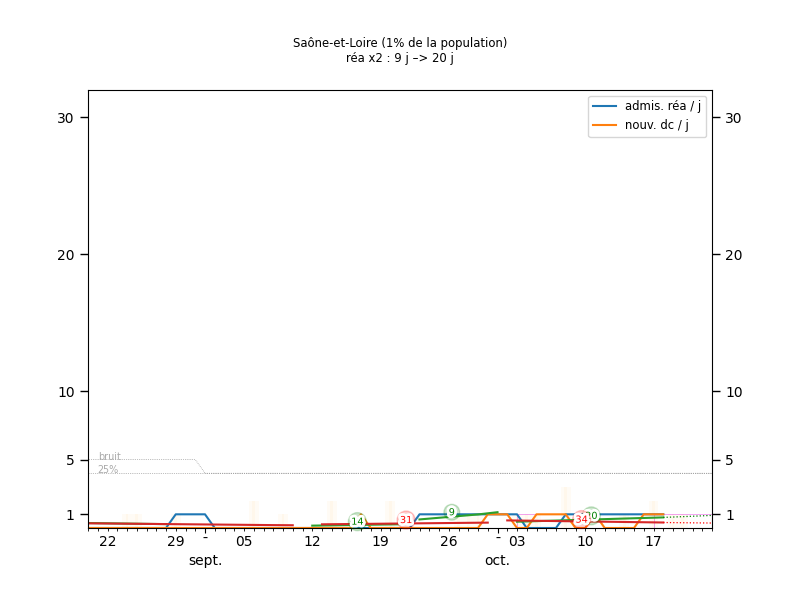 Saône-et-Loire (1% de la population)
réa x2 : 9 j –> 20 j
admis. réa / j
nouv. dc / j
30 30
20 20
10 10
5 5
1 1
bruit
25%
14 31 9 34 20
22 29 - 05 12 19 26 - 03 10 17
sept. oct.